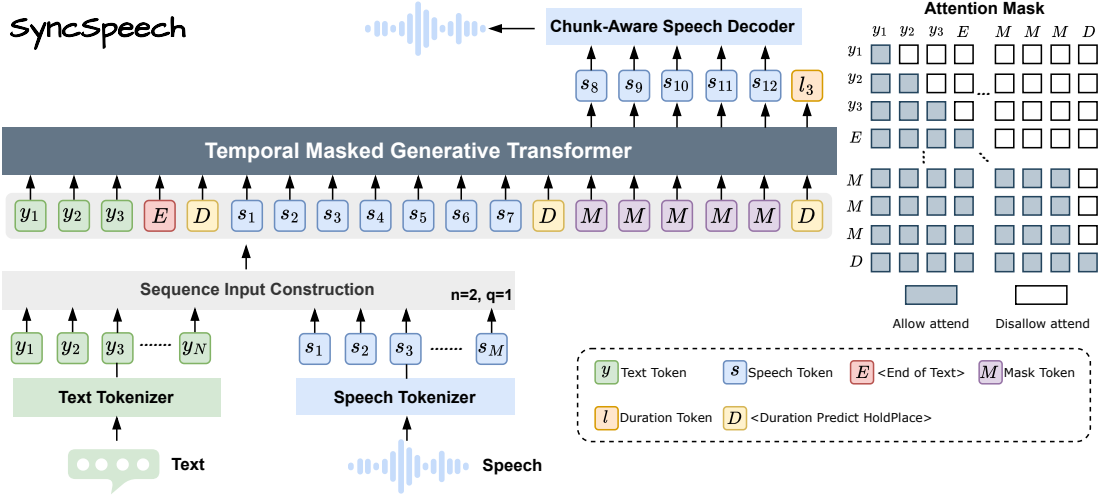 SyncSpeech
Chunk-Aware Speech Decoder
s8 s9 s10 s11 s12 l3
Temporal Masked Generative Transformer
y1 y2 y3 E D s1 s2 s3 s4 s5 s6 s7 D M M M M M D
Sequence Input Construction
n=2, q=1
y1 y2 y3 ........ yN s1 s2 s3 ........ sM
Text Tokenizer
Speech Tokenizer
Text
Speech
Attention Mask
y1 y2 y3 E M M M D
y1
y2
...
y3
E
M
M
M
D
Allow attend
Disallow attend
y Text Token
s Speech Token
E <End of Text>
M Mask Token
l Duration Token
D <Duration Predict HoldPlace>